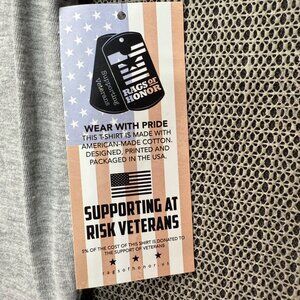 Supporting
Veterans
RAGS OF
HONOR
WEAR WITH PRIDE
THIS T-SHIRT IS MADE WITH
AMERICAN-MADE COTTON.
DESIGNED, PRINTED AND
PACKAGED IN THE USA.
SUPPORTING AT
RISK VETERANS
5% OF THE COST OF THIS SHIRT IS DONATED TO
THE SUPPORT OF VETERANS
ragsofhonor.us